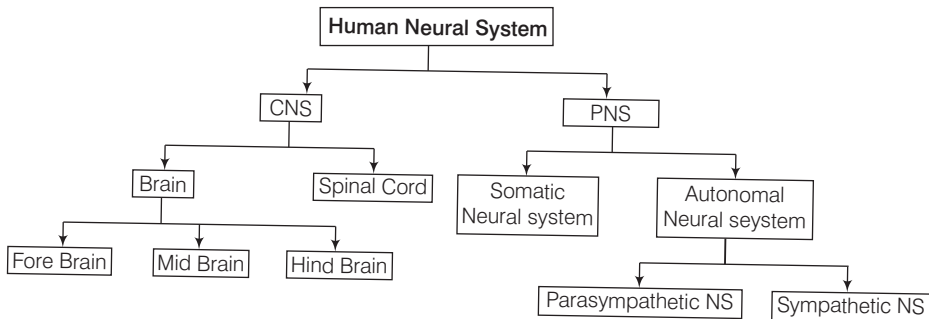 Human Neural System
CNS
PNS
Brain
Spinal Cord
Somatic
Neural system
Autonomal
Neural seystem
Fore Brain
Mid Brain
Hind Brain
Parasympathetic NS
Sympathetic NS